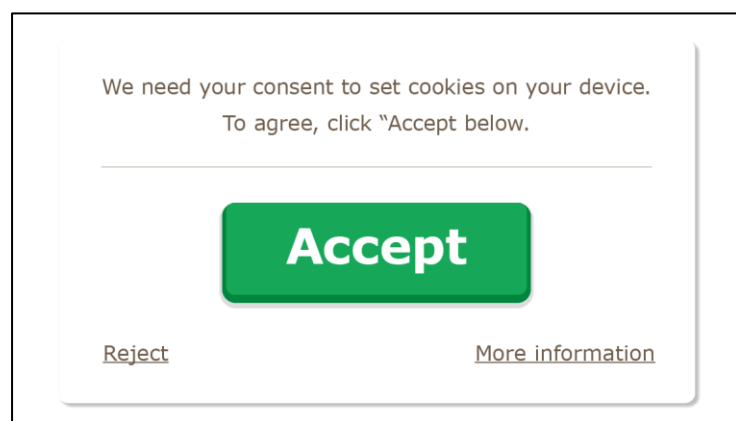 We need your consent to set cookies on your device.
To agree, click “Accept below.
Accept
Reject
More information